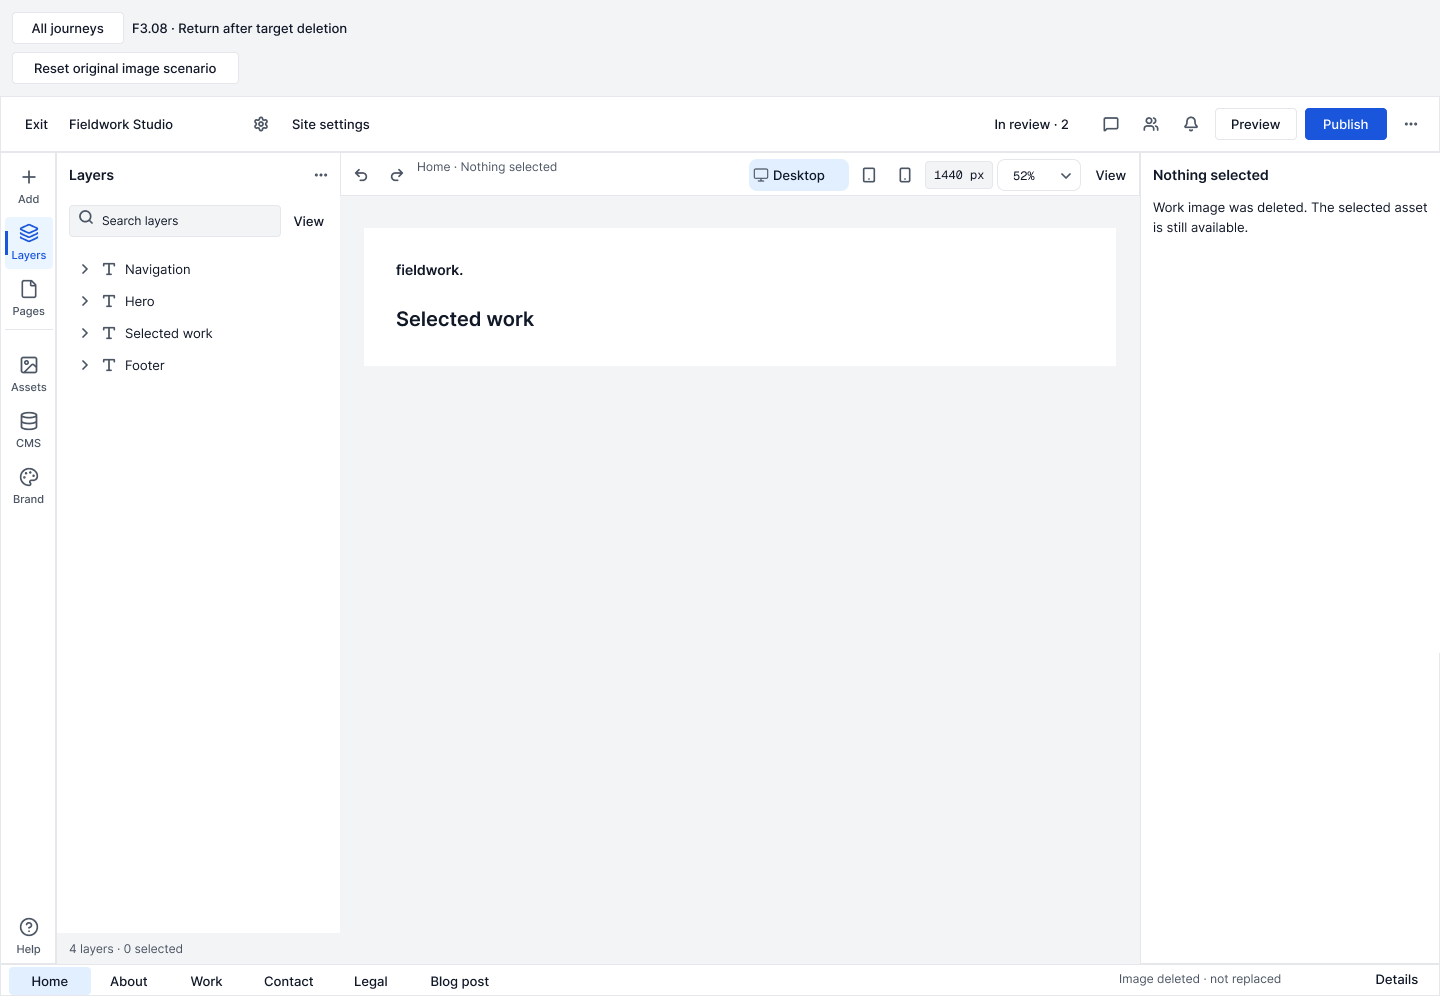 All journeys
F3.08 · Return after target deletion
Reset original image scenario
Exit
Fieldwork Studio
Site settings
In review · 2
Preview
Publish
Add
Layers
Pages
Assets
CMS
Brand
Help
Layers
Search layers
View
Navigation
Hero
Selected work
Footer
4 layers · 0 selected
Home · Nothing selected
Desktop
1440 px
52%
View
fieldwork.
Selected work
Nothing selected
Work image was deleted. The selected asset
is still available.
Home
About
Work
Contact
Legal
Blog post
Image deleted · not replaced
Details